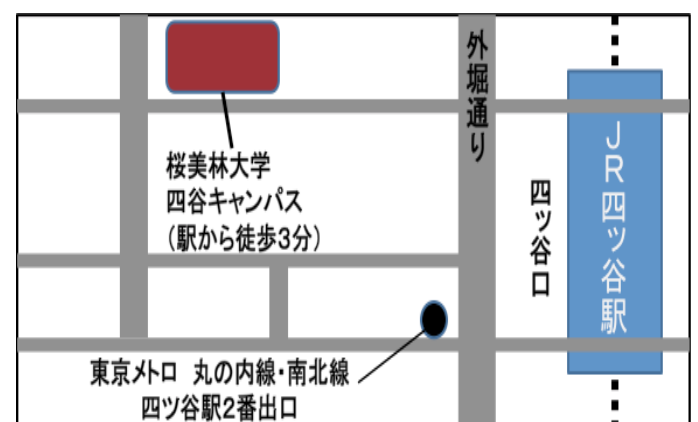 外堀通り
JR四ッ谷駅
桜美林大学
四谷キャンパス
（駅から徒歩3分）
四ッ谷口
東京メトロ 丸の内線・南北線
四ツ谷駅2番出口